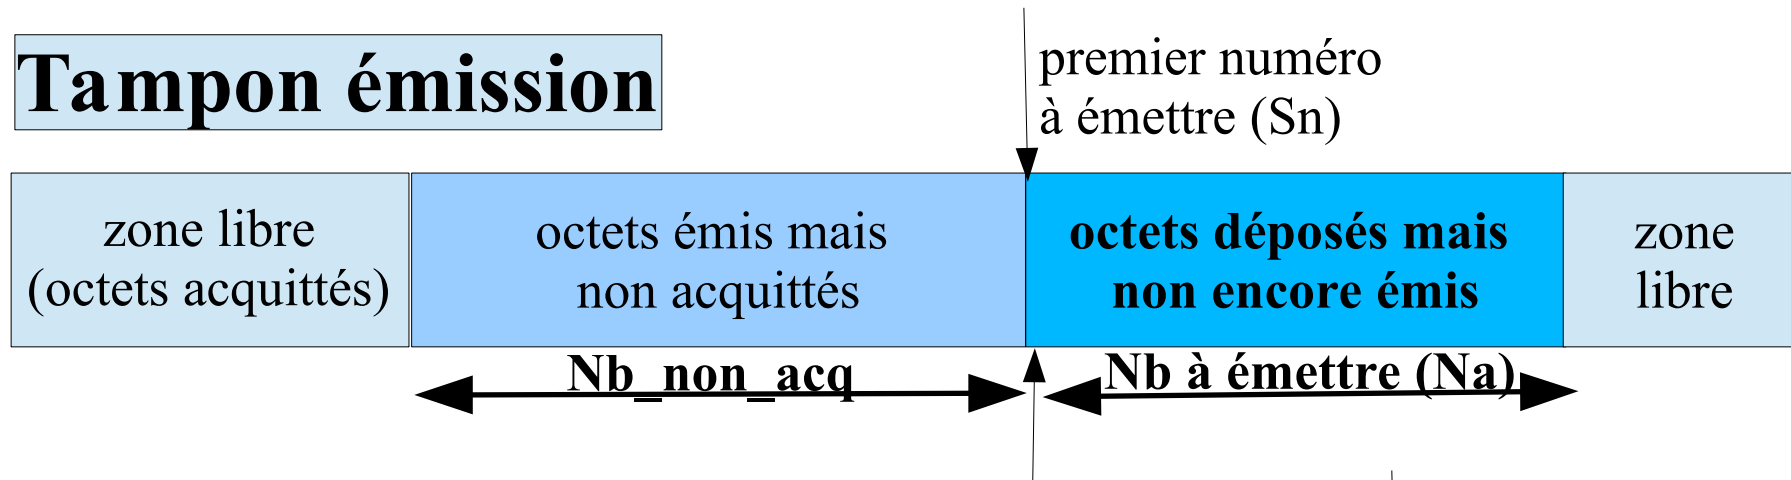 Tampon émission
premier numéro
à émettre (Sn)
zone libre
(octets acquittés)
octets émis mais
non acquittés
octets déposés mais
non encore émis
zone
libre
Nb_non_acq
Nb à émettre (Na)